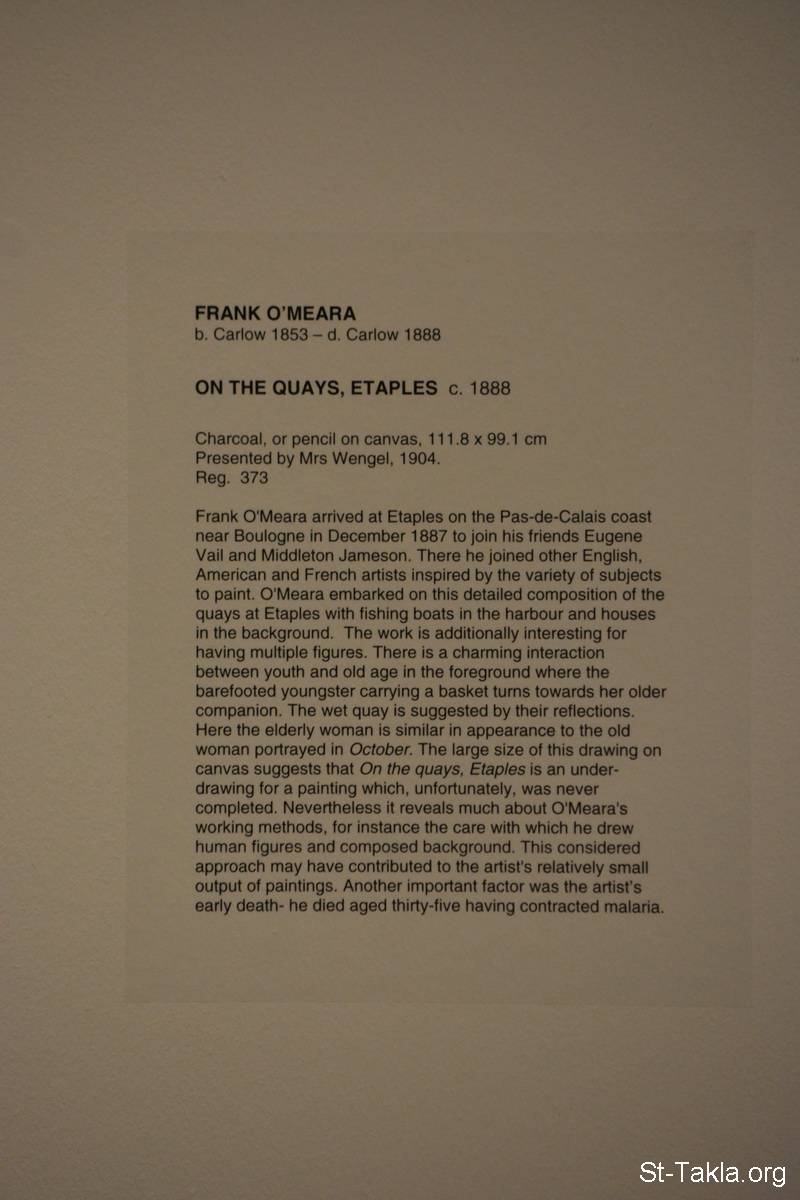 FRANK O'MEARA
b. Carlow 1853 – d. Carlow 1888
ON THE QUAYS, ETAPLES c. 1888
Charcoal, or pencil on canvas, 111.8 x 99.1 cm
Presented by Mrs Wengel, 1904.
Reg. 373
Frank O'Meara arrived at Etaples on the Pas-de-Calais coast
near Boulogne in December 1887 to join his friends Eugene
Vail and Middleton Jameson. There he joined other English,
American and French artists inspired by the variety of subjects
to paint. O'Meara embarked on this detailed composition of the
quays at Etaples with fishing boats in the harbour and houses
in the background. The work is additionally interesting for
having multiple figures. There is a charming interaction
between youth and old age in the foreground where the
barefooted youngster carrying a basket turns towards her older
companion. The wet quay is suggested by their reflections.
Here the elderly woman is similar in appearance to the old
woman portrayed in October. The large size of this drawing on
canvas suggests that On the quays, Etaples is an under-
drawing for a painting which, unfortunately, was never
completed. Nevertheless it reveals much about O'Meara's
working methods, for instance the care with which he drew
human figures and composed background. This considered
approach may have contributed to the artist's relatively small
output of paintings. Another important factor was the artist's
early death- he died aged thirty-five having contracted malaria.
St-Takla.org